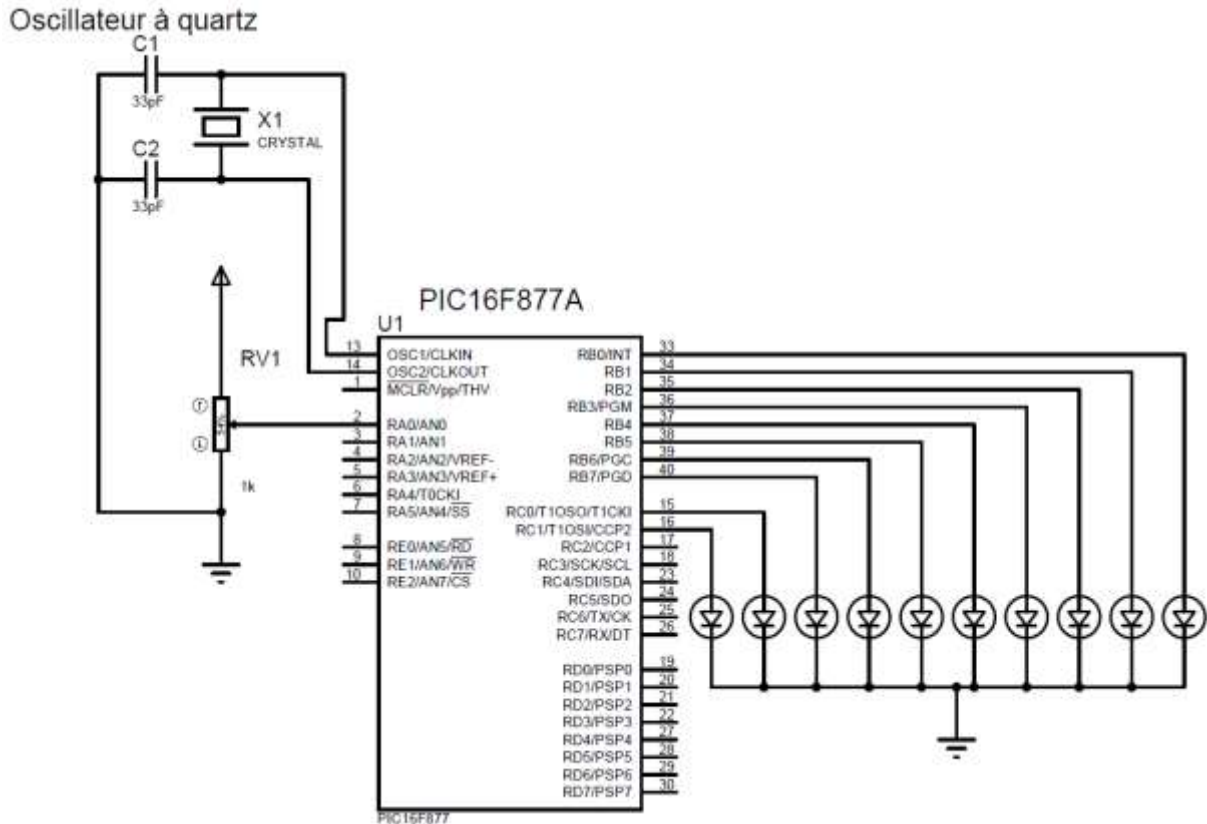 Oscillateur à quartz
C1
33pF
X1
CRYSTAL
C2
33pF
PIC16F877A
U1
RV1
1k
13 OSC1/CLKIN
14 OSC2/CLKOUT
1 MCLR/Vpp/THV
2 RA0/AN0
3 RA1/AN1
4 RA2/AN2/VREF-
5 RA3/AN3/VREF+
6 RA4/T0CKI
7 RA5/AN4/SS
8 RE0/AN5/RD
9 RE1/AN6/WR
10 RE2/AN7/CS
RB0/INT 33
RB1 34
RB2 35
RB3/PGM 36
RB4 37
RB5 38
RB6/PGC 39
RB7/PGD 40
RC0/T1OSO/T1CKI 15
RC1/T1OSI/CCP2 16
RC2/CCP1 17
RC3/SCK/SCL 18
RC4/SDI/SDA 23
RC5/SDO 24
RC6/TX/CK 25
RC7/RX/DT 26
RD0/PSP0 19
RD1/PSP1 20
RD2/PSP2 21
RD3/PSP3 22
RD4/PSP4 27
RD5/PSP5 28
RD6/PSP6 29
RD7/PSP7 30
PIC16F877